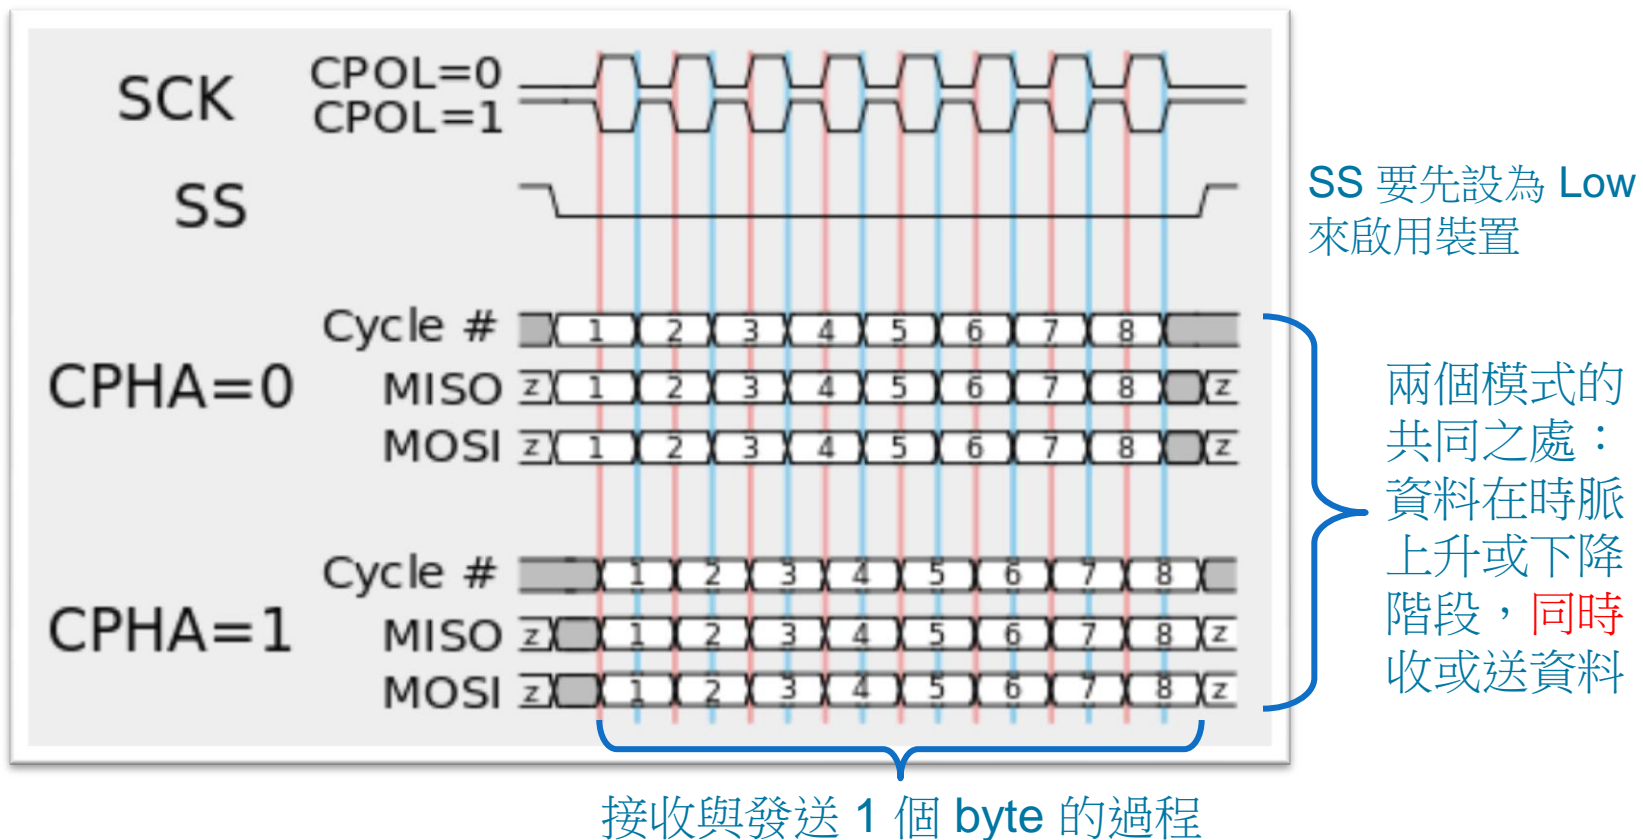 SCK CPOL=0
CPOL=1
SS
SS 要先設為 Low
來啟用裝置
CPHA=0
Cycle # 1 2 3 4 5 6 7 8
MISO z 1 2 3 4 5 6 7 8 z
MOSI z 1 2 3 4 5 6 7 8 z
CPHA=1
Cycle # 1 2 3 4 5 6 7 8
MISO z 1 2 3 4 5 6 7 8 z
MOSI z 1 2 3 4 5 6 7 8 z
兩個模式的
共同之處：
資料在時脈
上升或下降
階段，同時
收或送資料
接收與發送 1 個 byte 的過程